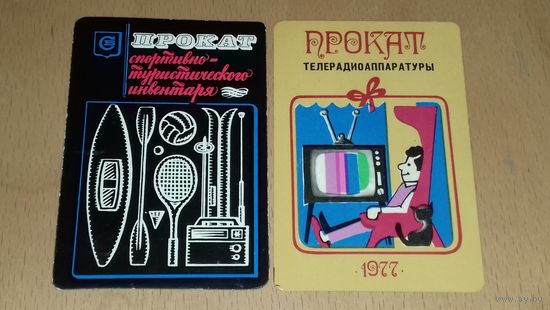 ПРОКАТ
спортивно-
туристического
инвентаря
ПРОКАТ
ТЕЛЕРАДИОАППАРАТУРЫ
·1977·